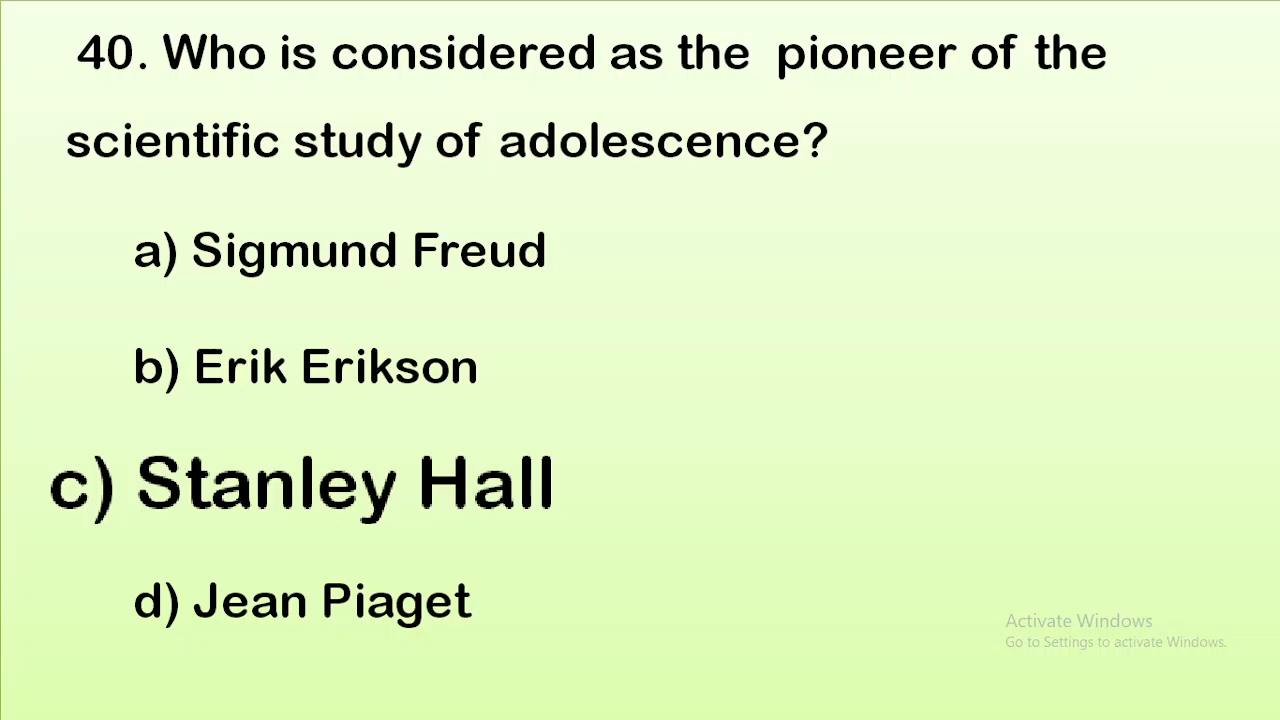 40. Who is considered as the pioneer of the
scientific study of adolescence?
a) Sigmund Freud
b) Erik Erikson
c) Stanley Hall
d) Jean Piaget
Activate Windows
Go to Settings to activate Windows.